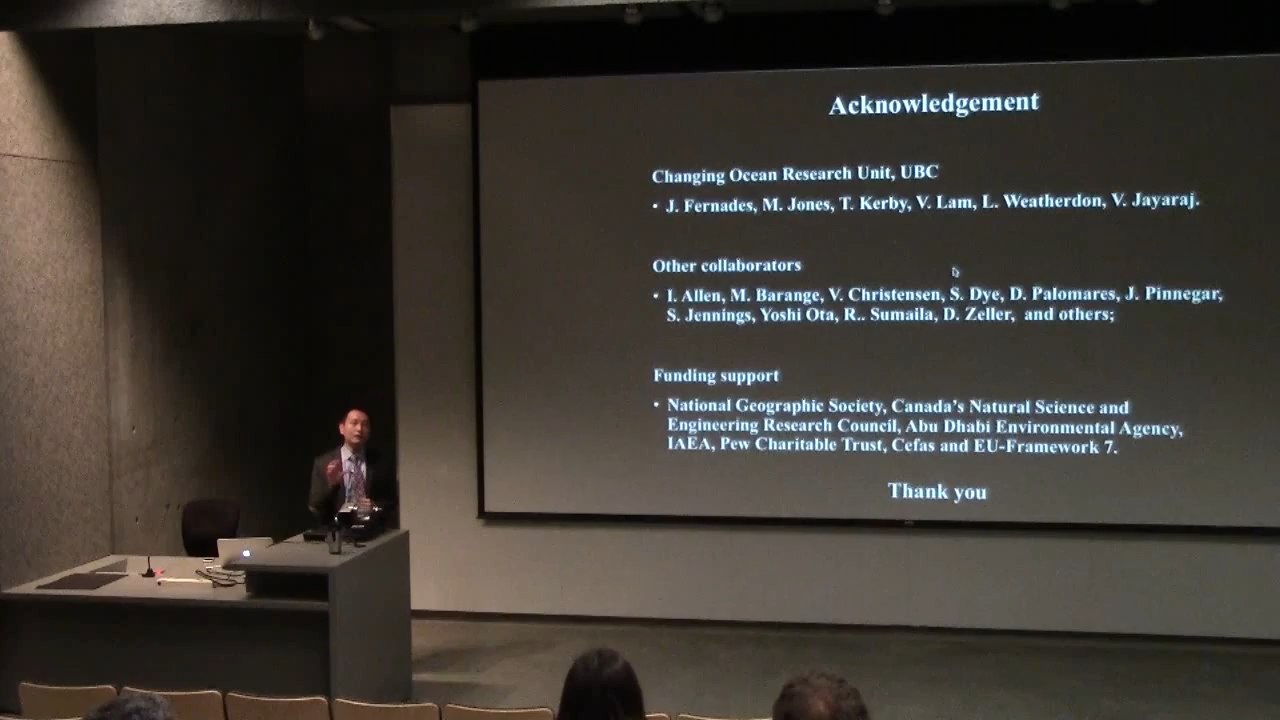 Acknowledgement
Changing Ocean Research Unit, UBC
• J. Fernades, M. Jones, T. Kerby, V. Lam, L. Weatherdon, V. Jayaraj.
Other collaborators
• I. Allen, M. Barange, V. Christensen, S. Dye, D. Palomares, J. Pinnegar,
S. Jennings, Yoshi Ota, R.. Sumaila, D. Zeller, and others;
Funding support
• National Geographic Society, Canada's Natural Science and
Engineering Research Council, Abu Dhabi Environmental Agency,
IAEA, Pew Charitable Trust, Cefas and EU-Framework 7.
Thank you